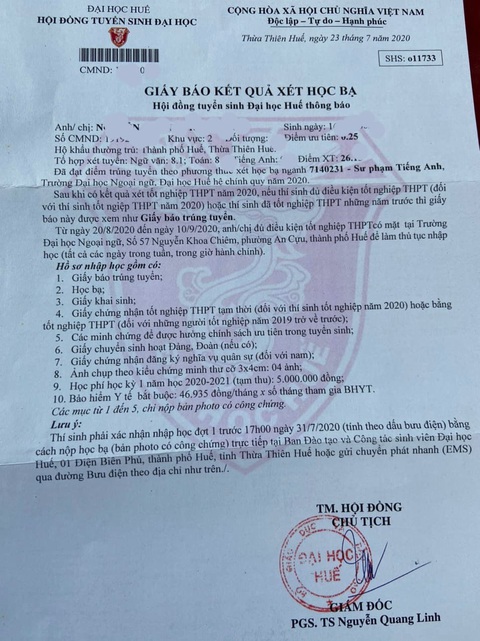 ĐẠI HỌC HUẾ
HỘI ĐỒNG TUYỂN SINH ĐẠI HỌC
CMND:
CỘNG HÒA XÃ HỘI CHỦ NGHĨA VIỆT NAM
Độc lập - Tự do - Hạnh phúc
Thừa Thiên Huế, ngày 23 tháng 7 năm 2020
SHS: o11733
GIẤY BÁO KẾT QUẢ XÉT HỌC BẠ
Hội đồng tuyển sinh Đại học Huế thông báo
Anh/ chị: Sinh ngày:
Số CMND: Khu vực: 2 Đối tượng: Điểm ưu tiên: 0.25
Hộ khẩu thường trú: Thành phố Huế, Thừa Thiên Huế.
Tổ hợp xét tuyển: Ngữ văn: 8.1; Toán: 8 Tiếng Anh: Điểm XT: 26.
Đã đạt điểm trúng tuyển theo phương thức xét học bạ ngành 7140231 - Sư phạm Tiếng Anh,
Trường Đại học Ngoại ngữ, Đại học Huế hệ chính quy năm 2020.
Sau khi có kết quả xét tốt nghiệp THPT năm 2020, nếu thí sinh đủ điều kiện tốt nghiệp THPT (đối
với thí sinh tốt nghiệp THPT năm 2020) hoặc thí sinh đã tốt nghiệp THPT những năm trước thì giấy
báo này được xem như Giấy báo trúng tuyển.
Từ ngày 20/8/2020 đến ngày 10/9/2020, anh/chị đủ điều kiện tốt nghiệp THPTcó mặt tại Trường
Đại học Ngoại ngữ, Số 57 Nguyễn Khoa Chiêm, phường An Cựu, thành phố Huế để làm thủ tục nhập
học (tất cả các ngày trong tuần, trong giờ hành chính).
Hồ sơ nhập học gồm có:
1. Giấy báo trúng tuyển;
2. Học bạ;
3. Giấy khai sinh;
4. Giấy chứng nhận tốt nghiệp THPT tạm thời (đối với thí sinh tốt nghiệp năm 2020) hoặc bằng
tốt nghiệp THPT (đối với những người tốt nghiệp năm 2019 trở về trước);
5. Các minh chứng để được hưởng chính sách ưu tiên trong tuyển sinh;
6. Giấy chuyển sinh hoạt Đảng, Đoàn (nếu có);
7. Giấy chứng nhận đăng ký nghĩa vụ quân sự (đối với nam);
8. Ảnh chụp theo kiểu chứng minh thư cỡ 3x4cm: 04 ảnh;
9. Học phí học kỳ 1 năm học 2020-2021 (tạm thu): 5.000.000 đồng;
10. Bảo hiểm Y tế bắt buộc: 46.935 đồng/tháng x số tháng tham gia BHYT.
Các mục từ 1 đến 5, chỉ nộp bản photo có công chứng.
Lưu ý:
Thí sinh phải xác nhận nhập học đợt 1 trước 17h00 ngày 31/7/2020 (tính theo dấu bưu điện) bằng
cách nộp học bạ (bản photo có công chứng) trực tiếp tại Ban Đào tạo và Công tác sinh viên Đại học
Huế, 01 Điện Biên Phủ, thành phố Huế, tỉnh Thừa Thiên Huế hoặc gửi chuyển phát nhanh (EMS)
qua đường Bưu điện theo địa chỉ như trên./.
TM. HỘI ĐỒNG
CHỦ TỊCH
ĐẠI HỌC
HUẾ
GIÁM ĐỐC
PGS. TS Nguyễn Quang Linh